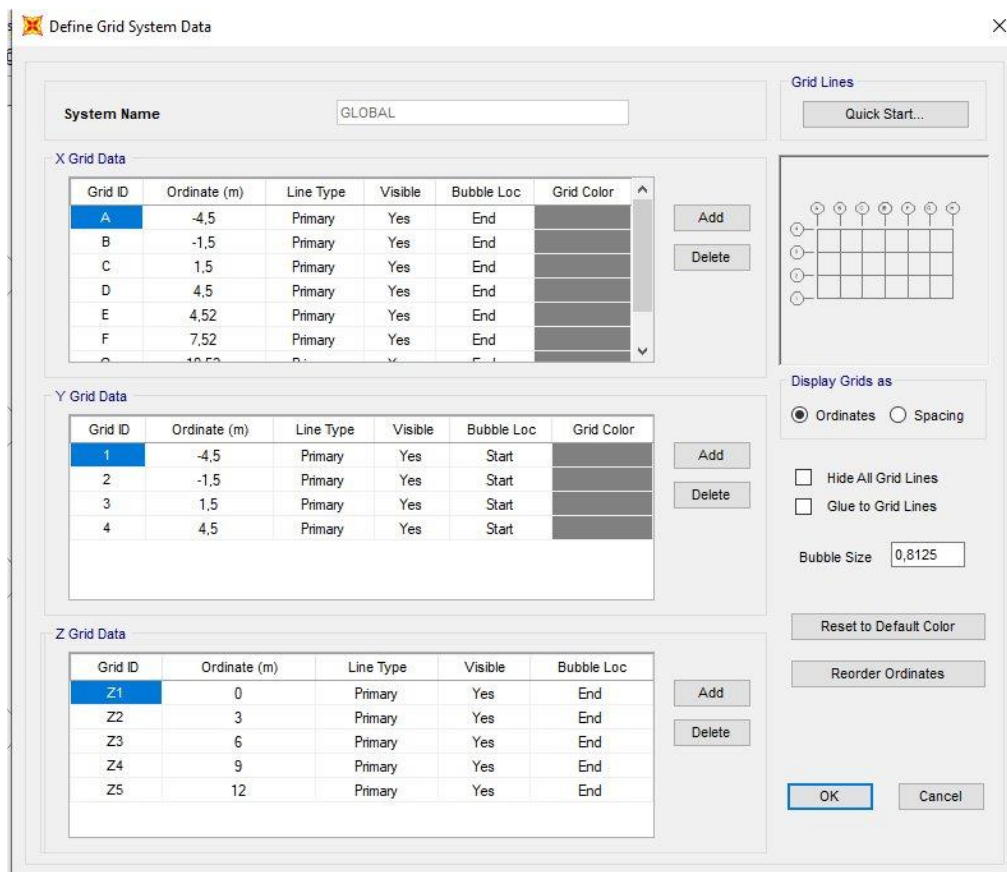 Define Grid System Data
Grid Lines
System Name GLOBAL
Quick Start...
X Grid Data
Grid ID Ordinate (m) Line Type Visible Bubble Loc Grid Color
A -4,5 Primary Yes End
B -1,5 Primary Yes End
C 1,5 Primary Yes End
D 4,5 Primary Yes End
E 4,52 Primary Yes End
F 7,52 Primary Yes End
Add
Delete
Y Grid Data
Grid ID Ordinate (m) Line Type Visible Bubble Loc Grid Color
1 -4,5 Primary Yes Start
2 -1,5 Primary Yes Start
3 1,5 Primary Yes Start
4 4,5 Primary Yes Start
Add
Delete
Z Grid Data
Grid ID Ordinate (m) Line Type Visible Bubble Loc
Z1 0 Primary Yes End
Z2 3 Primary Yes End
Z3 6 Primary Yes End
Z4 9 Primary Yes End
Z5 12 Primary Yes End
Add
Delete
Display Grids as
Ordinates Spacing
Hide All Grid Lines
Glue to Grid Lines
Bubble Size 0,8125
Reset to Default Color
Reorder Ordinates
OK Cancel